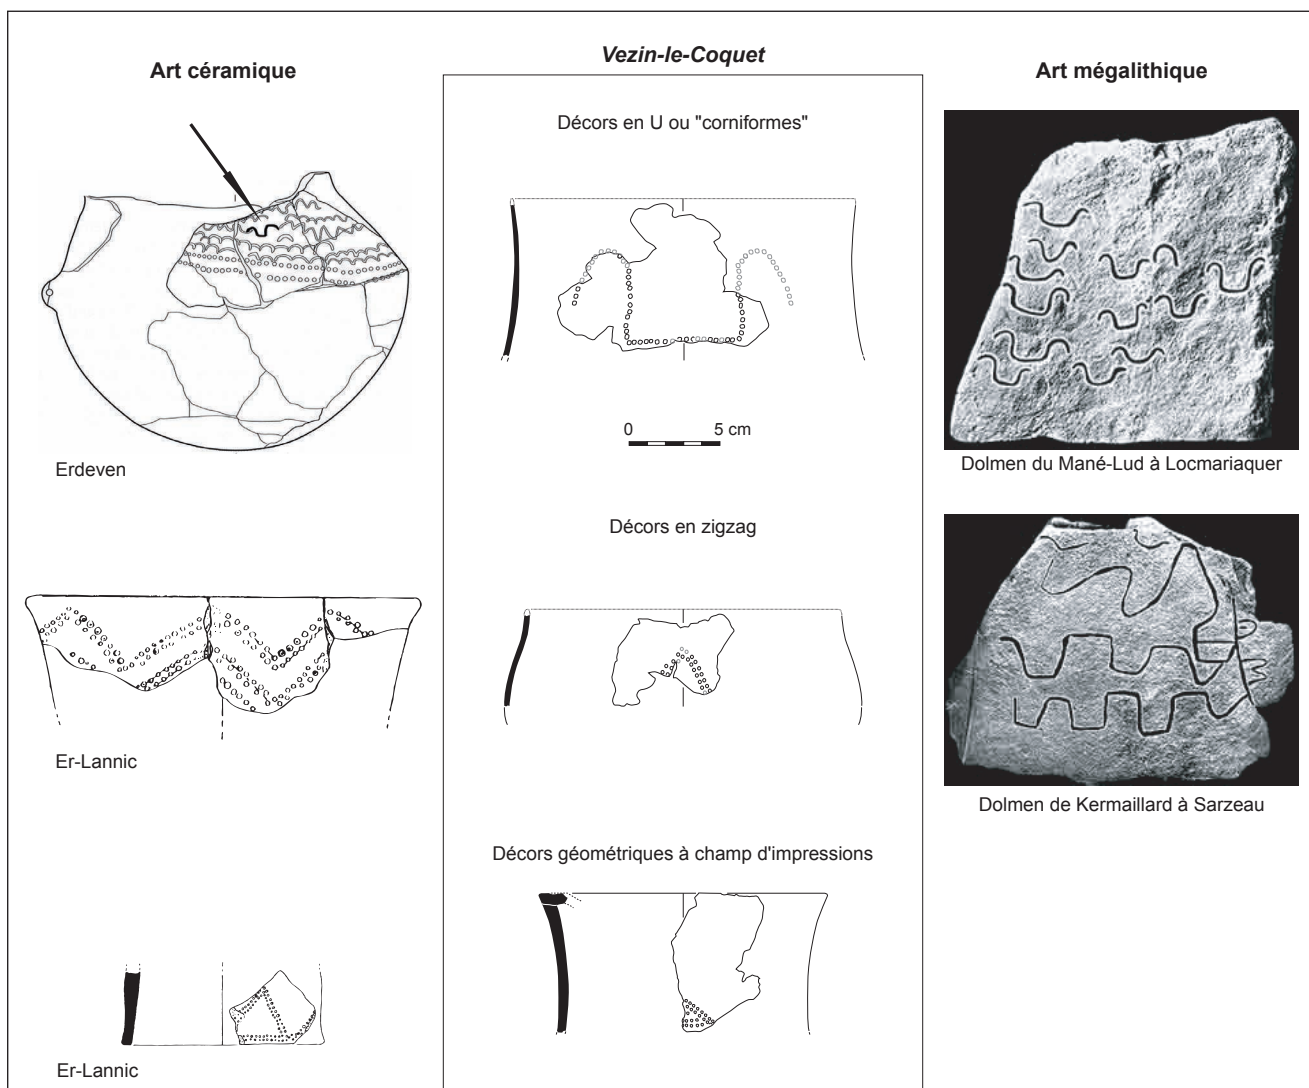 Art céramique
Vezin-le-Coquet
Art mégalithique
Décors en U ou "corniformes"
0 5 cm
Erdeven
Dolmen du Mané-Lud à Locmariaquer
Décors en zigzag
Er-Lannic
Dolmen de Kermaillard à Sarzeau
Décors géométriques à champ d'impressions
Er-Lannic